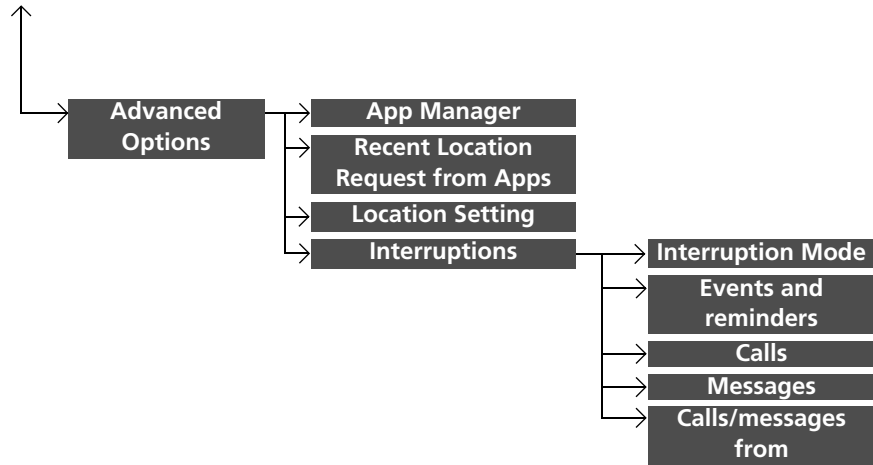 Advanced
Options
App Manager
Recent Location
Request from Apps
Location Setting
Interruptions
Interruption Mode
Events and
reminders
Calls
Messages
Calls/messages
from